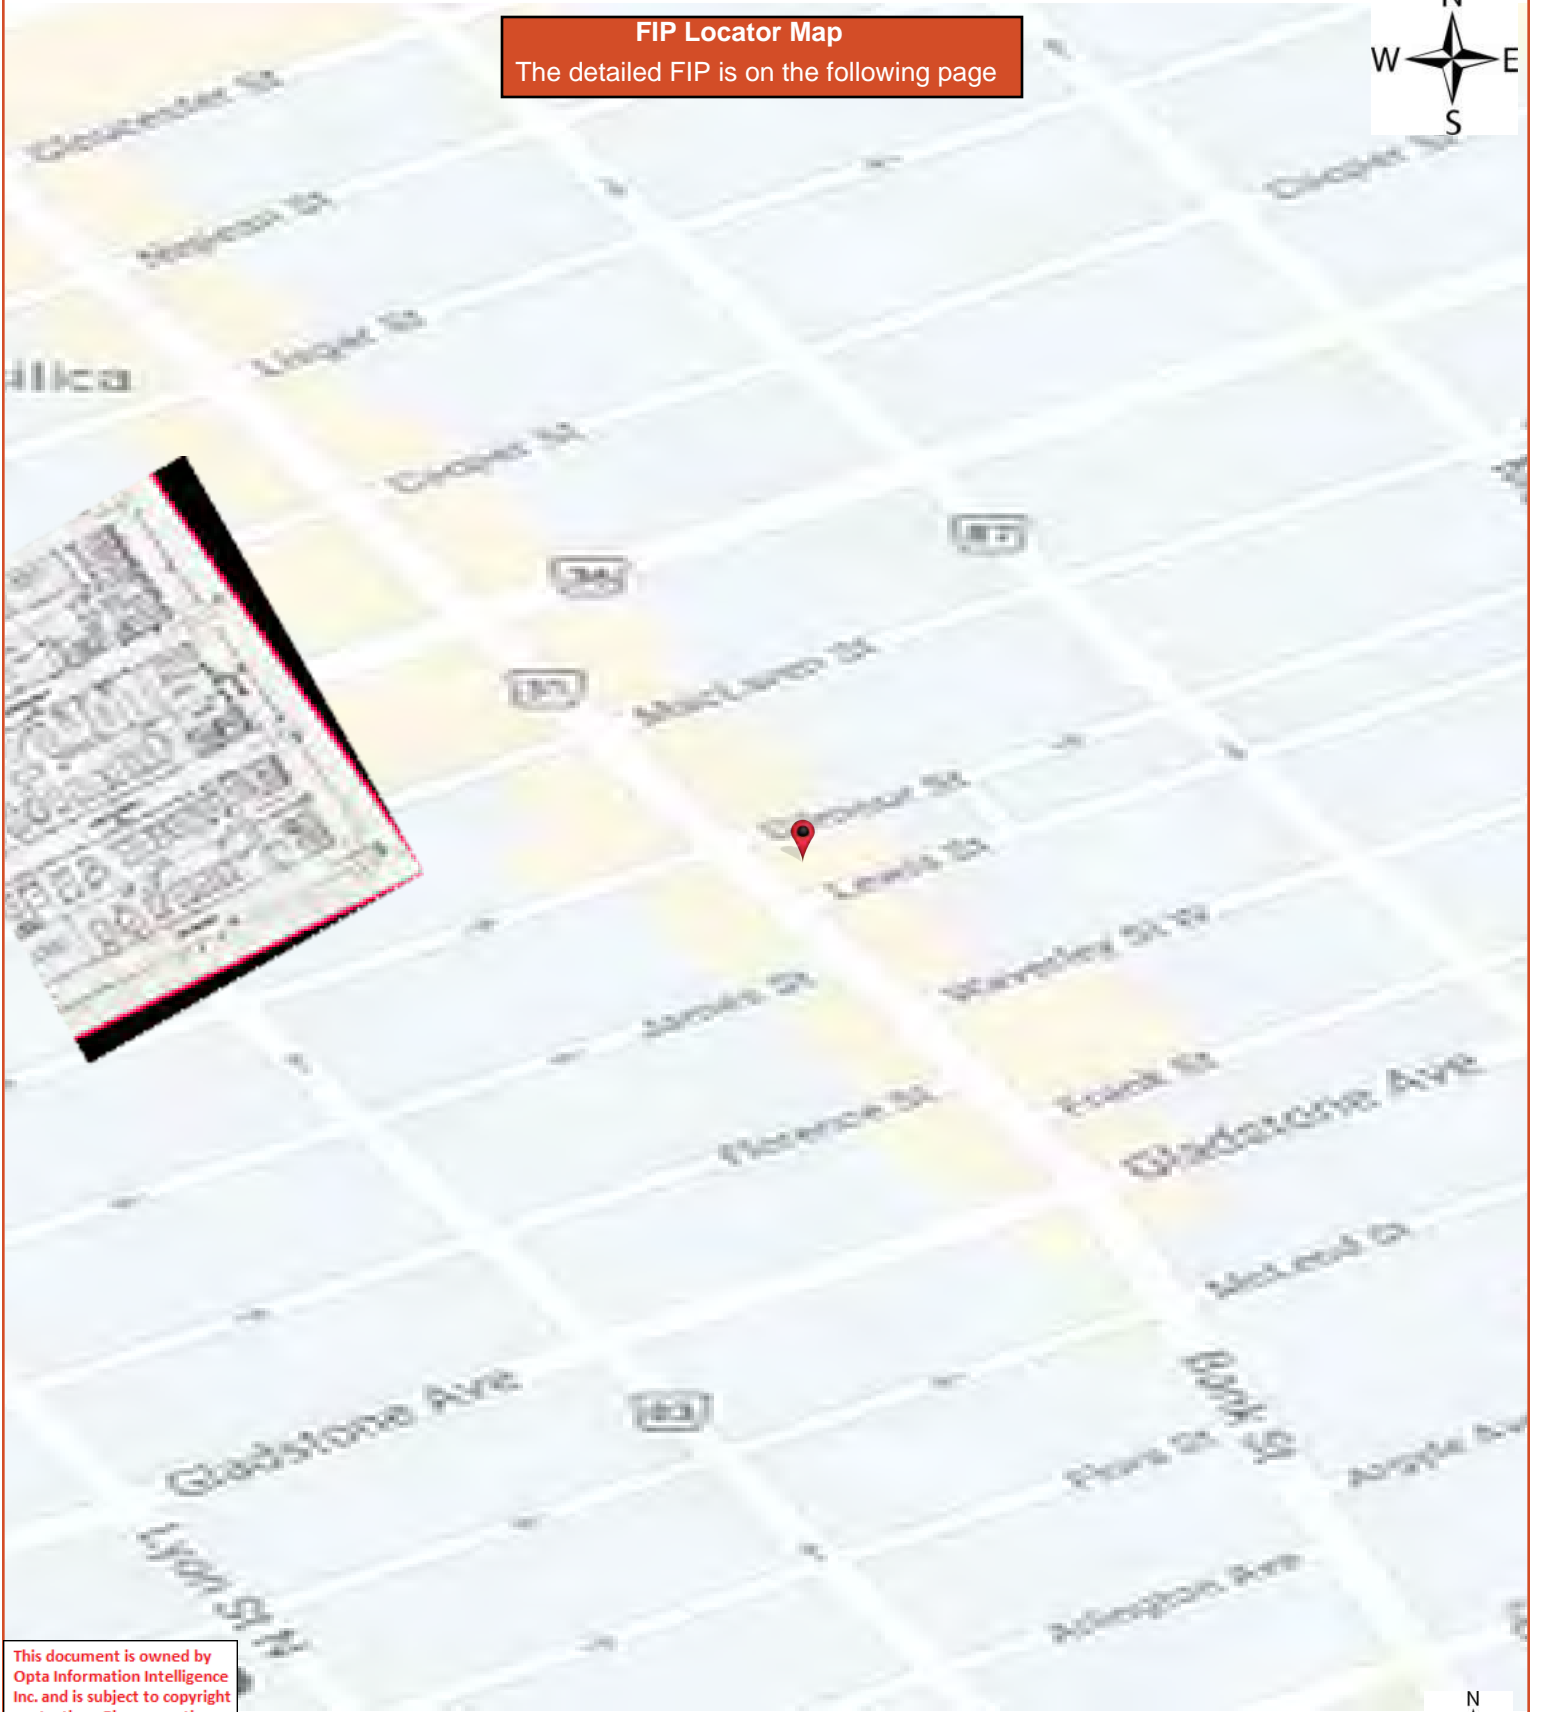 N
FIP Locator Map
The detailed FIP is on the following page
W E
S
Gloucester St
Nepean St
Cooper St
Lisgar St
ilica
Cooper St
MacLaren St
Gilmour St
Lewis St
Waverley St W
James St
Frank St
Florence St
Gladstone Ave
McLeod St
Bank St
Gladstone Ave
Flora St
Argyle Av
Lyon St N
Arlington Ave
This document is owned by
Opta Information Intelligence
Inc. and is subject to copyright
N